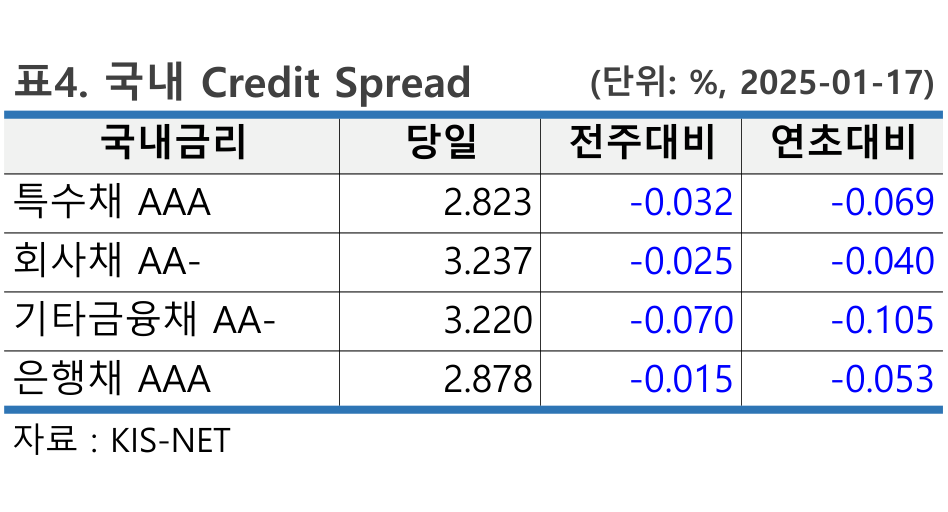 표4. 국내 Credit Spread (단위: %, 2025-01-17)
국내금리 당일 전주대비 연초대비
특수채 AAA 2.823 -0.032 -0.069
회사채 AA- 3.237 -0.025 -0.040
기타금융채 AA- 3.220 -0.070 -0.105
은행채 AAA 2.878 -0.015 -0.053
자료 : KIS-NET